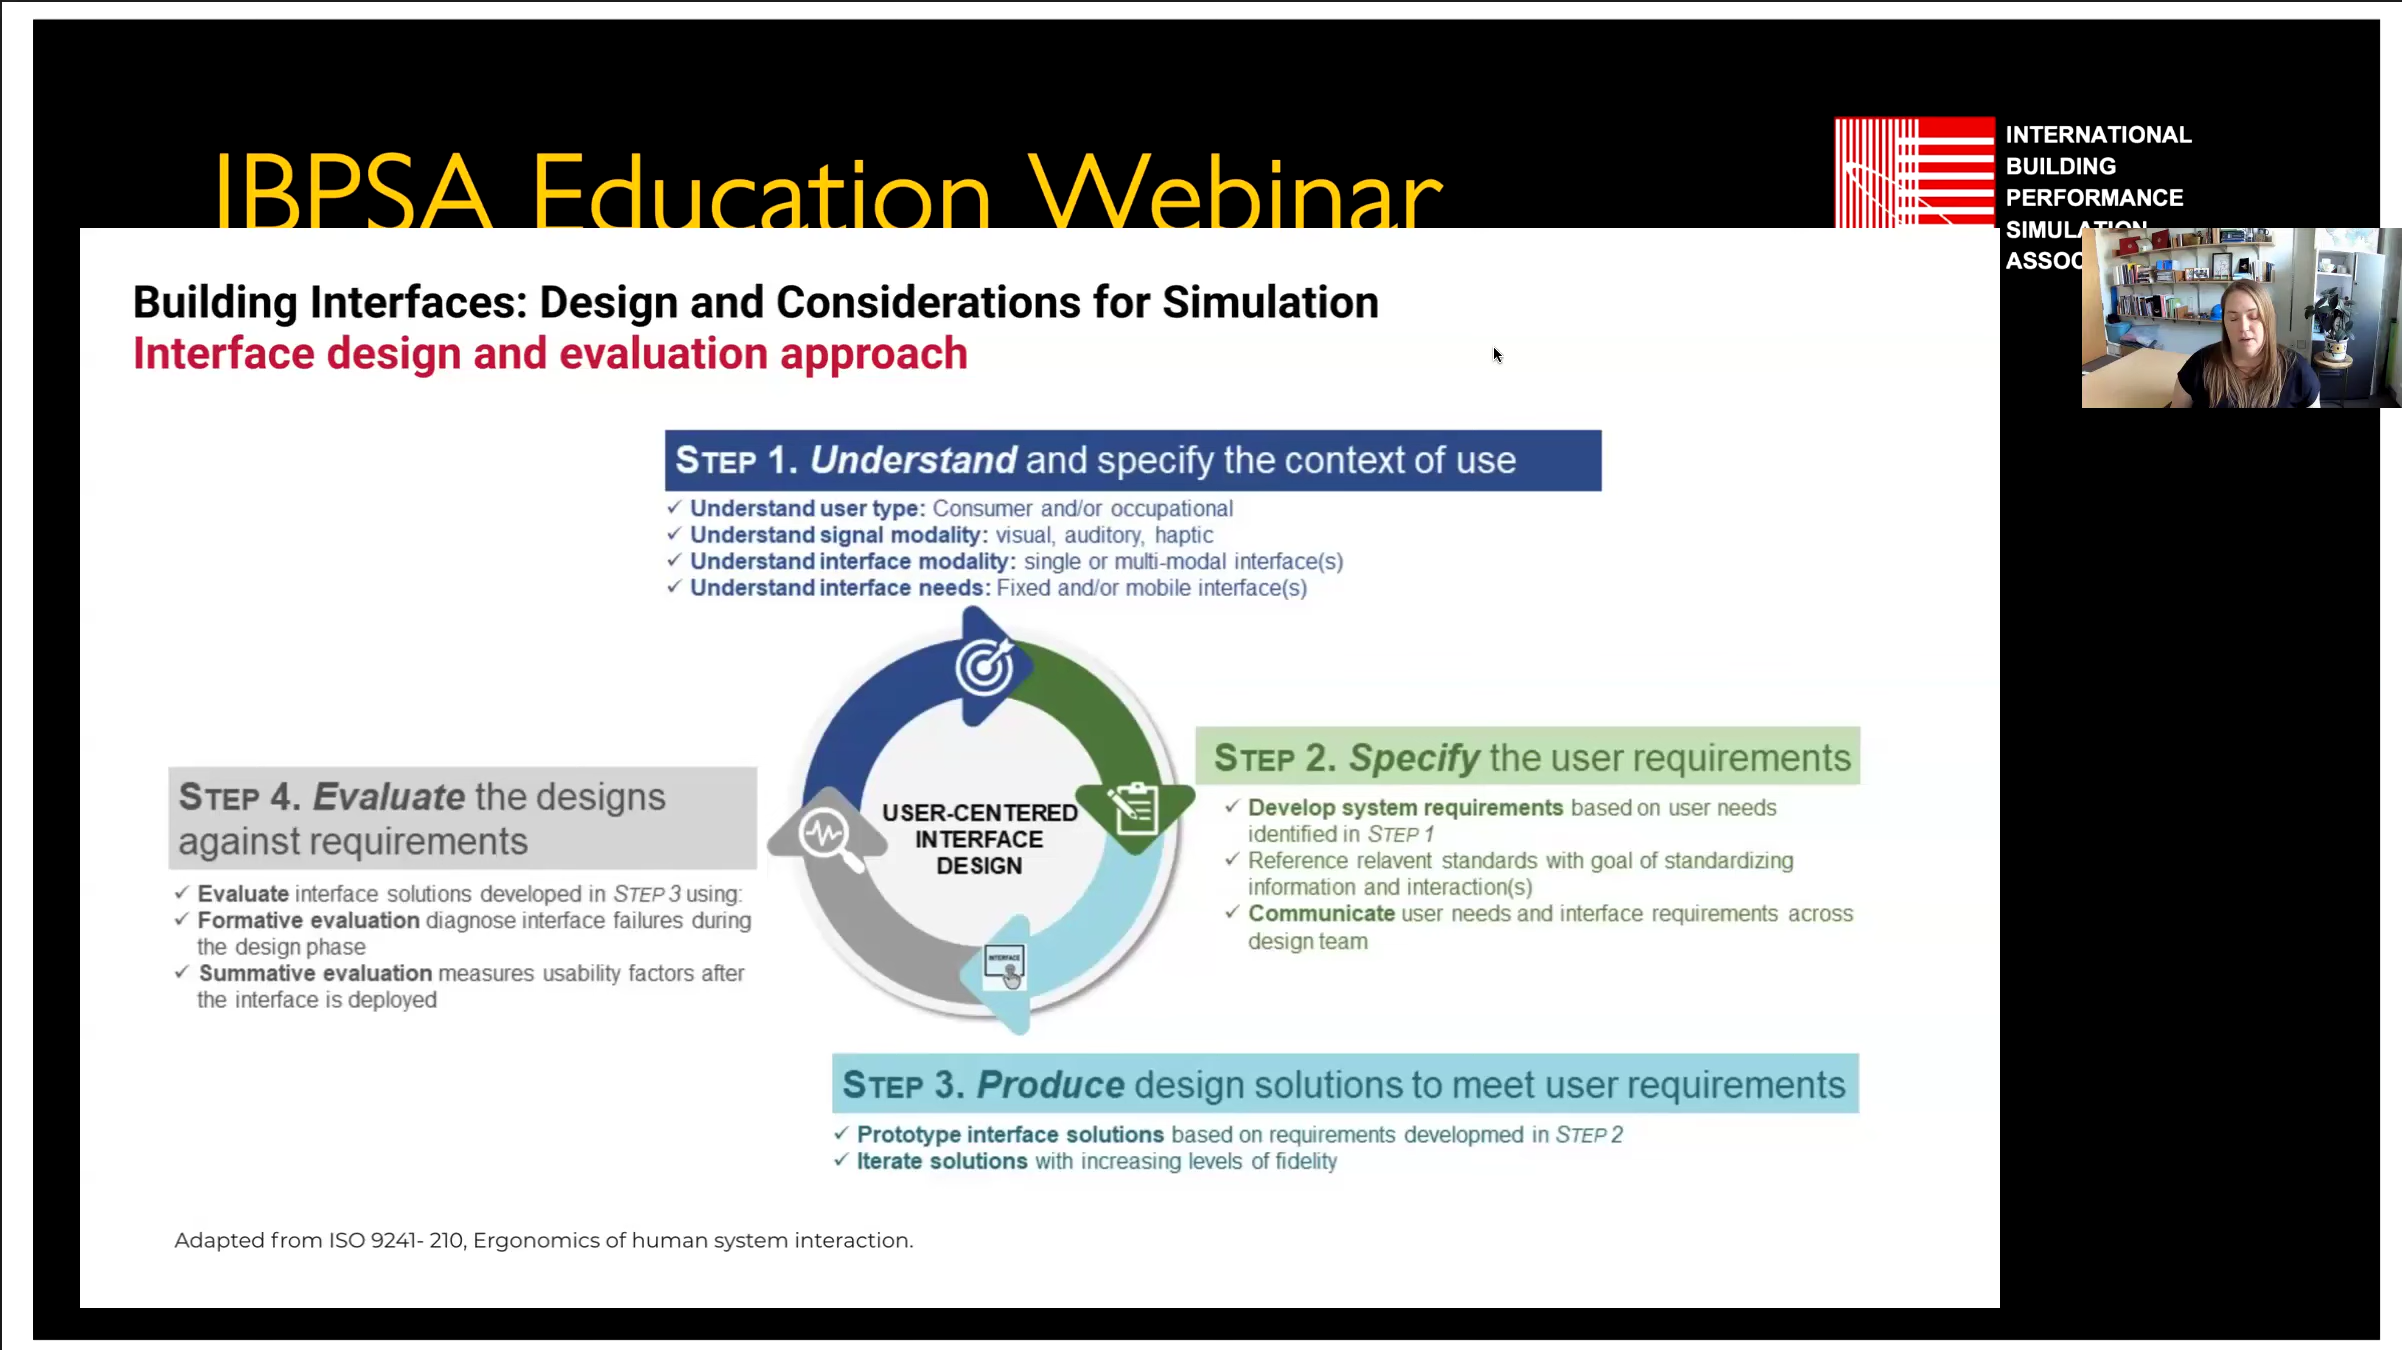 IBPSA Education Webinar
INTERNATIONAL
BUILDING
PERFORMANCE
SIMULATION
ASSOC
Building Interfaces: Design and Considerations for Simulation
Interface design and evaluation approach
STEP 1. Understand and specify the context of use
✓ Understand user type: Consumer and/or occupational
✓ Understand signal modality: visual, auditory, haptic
✓ Understand interface modality: single or multi-modal interface(s)
✓ Understand interface needs: Fixed and/or mobile interface(s)
STEP 2. Specify the user requirements
✓ Develop system requirements based on user needs
identified in STEP 1
✓ Reference relavent standards with goal of standardizing
information and interaction(s)
✓ Communicate user needs and interface requirements across
design team
USER-CENTERED
INTERFACE
DESIGN
INTERFACE
STEP 4. Evaluate the designs
against requirements
✓ Evaluate interface solutions developed in STEP 3 using:
✓ Formative evaluation diagnose interface failures during
the design phase
✓ Summative evaluation measures usability factors after
the interface is deployed
STEP 3. Produce design solutions to meet user requirements
✓ Prototype interface solutions based on requirements developmed in STEP 2
✓ Iterate solutions with increasing levels of fidelity
Adapted from ISO 9241- 210, Ergonomics of human system interaction.